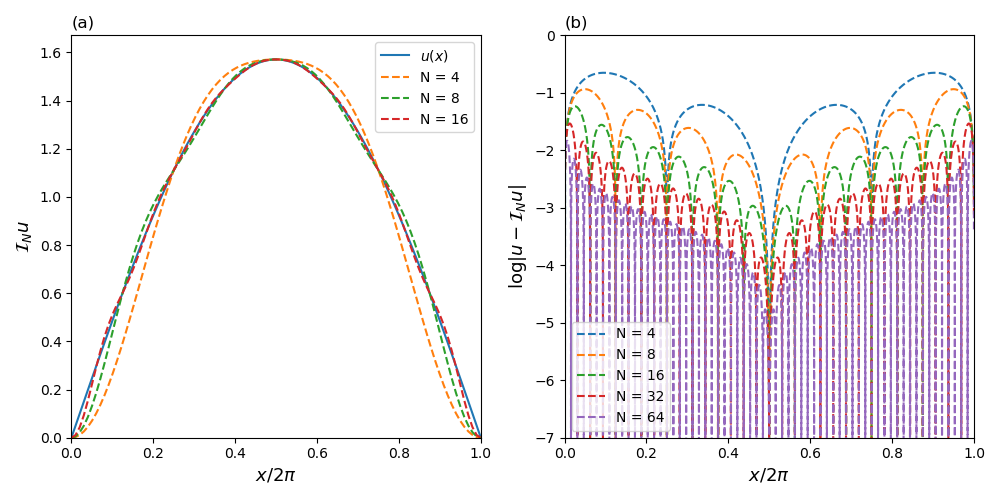 (a)
1.6
1.4
1.2
1.0
0.8
0.6
0.4
0.2
0.0
0.0 0.2 0.4 0.6 0.8 1.0
x/2π
𝓘_N u
u(x)
N = 4
N = 8
N = 16
(b)
0
−1
−2
−3
−4
−5
−6
−7
0.0 0.2 0.4 0.6 0.8 1.0
x/2π
log|u − 𝓘_N u|
N = 4
N = 8
N = 16
N = 32
N = 64